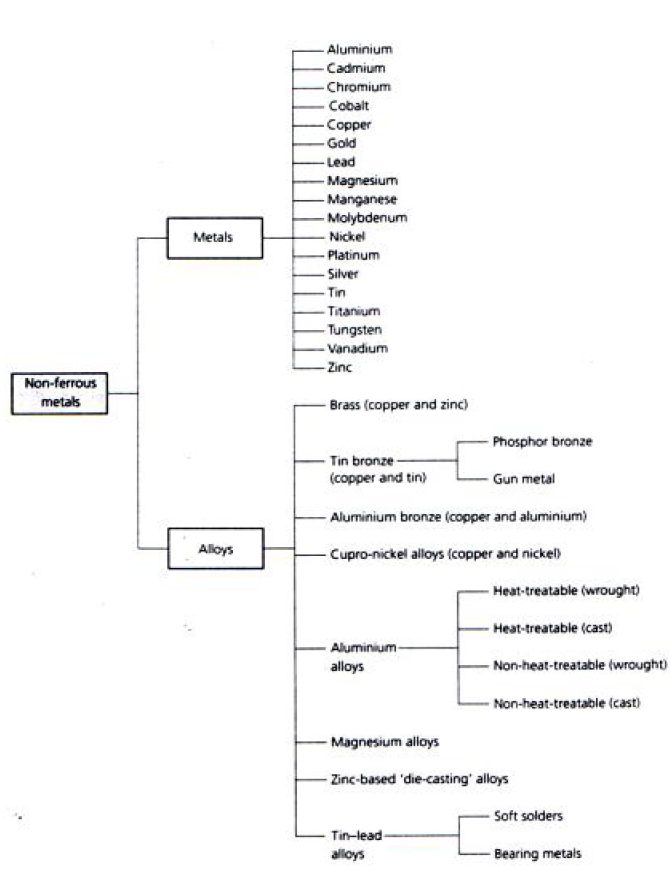 Aluminium
Cadmium
Chromium
Cobalt
Copper
Gold
Lead
Magnesium
Manganese
Molybdenum
Metals
Nickel
Platinum
Silver
Tin
Titanium
Tungsten
Vanadium
Zinc
Non-ferrous
metals
Brass (copper and zinc)
Tin bronze
(copper and tin)
Phosphor bronze
Gun metal
Aluminium bronze (copper and aluminium)
Alloys
Cupro-nickel alloys (copper and nickel)
Aluminium
alloys
Heat-treatable (wrought)
Heat-treatable (cast)
Non-heat-treatable (wrought)
Non-heat-treatable (cast)
Magnesium alloys
Zinc-based 'die-casting' alloys
Tin–lead
alloys
Soft solders
Bearing metals